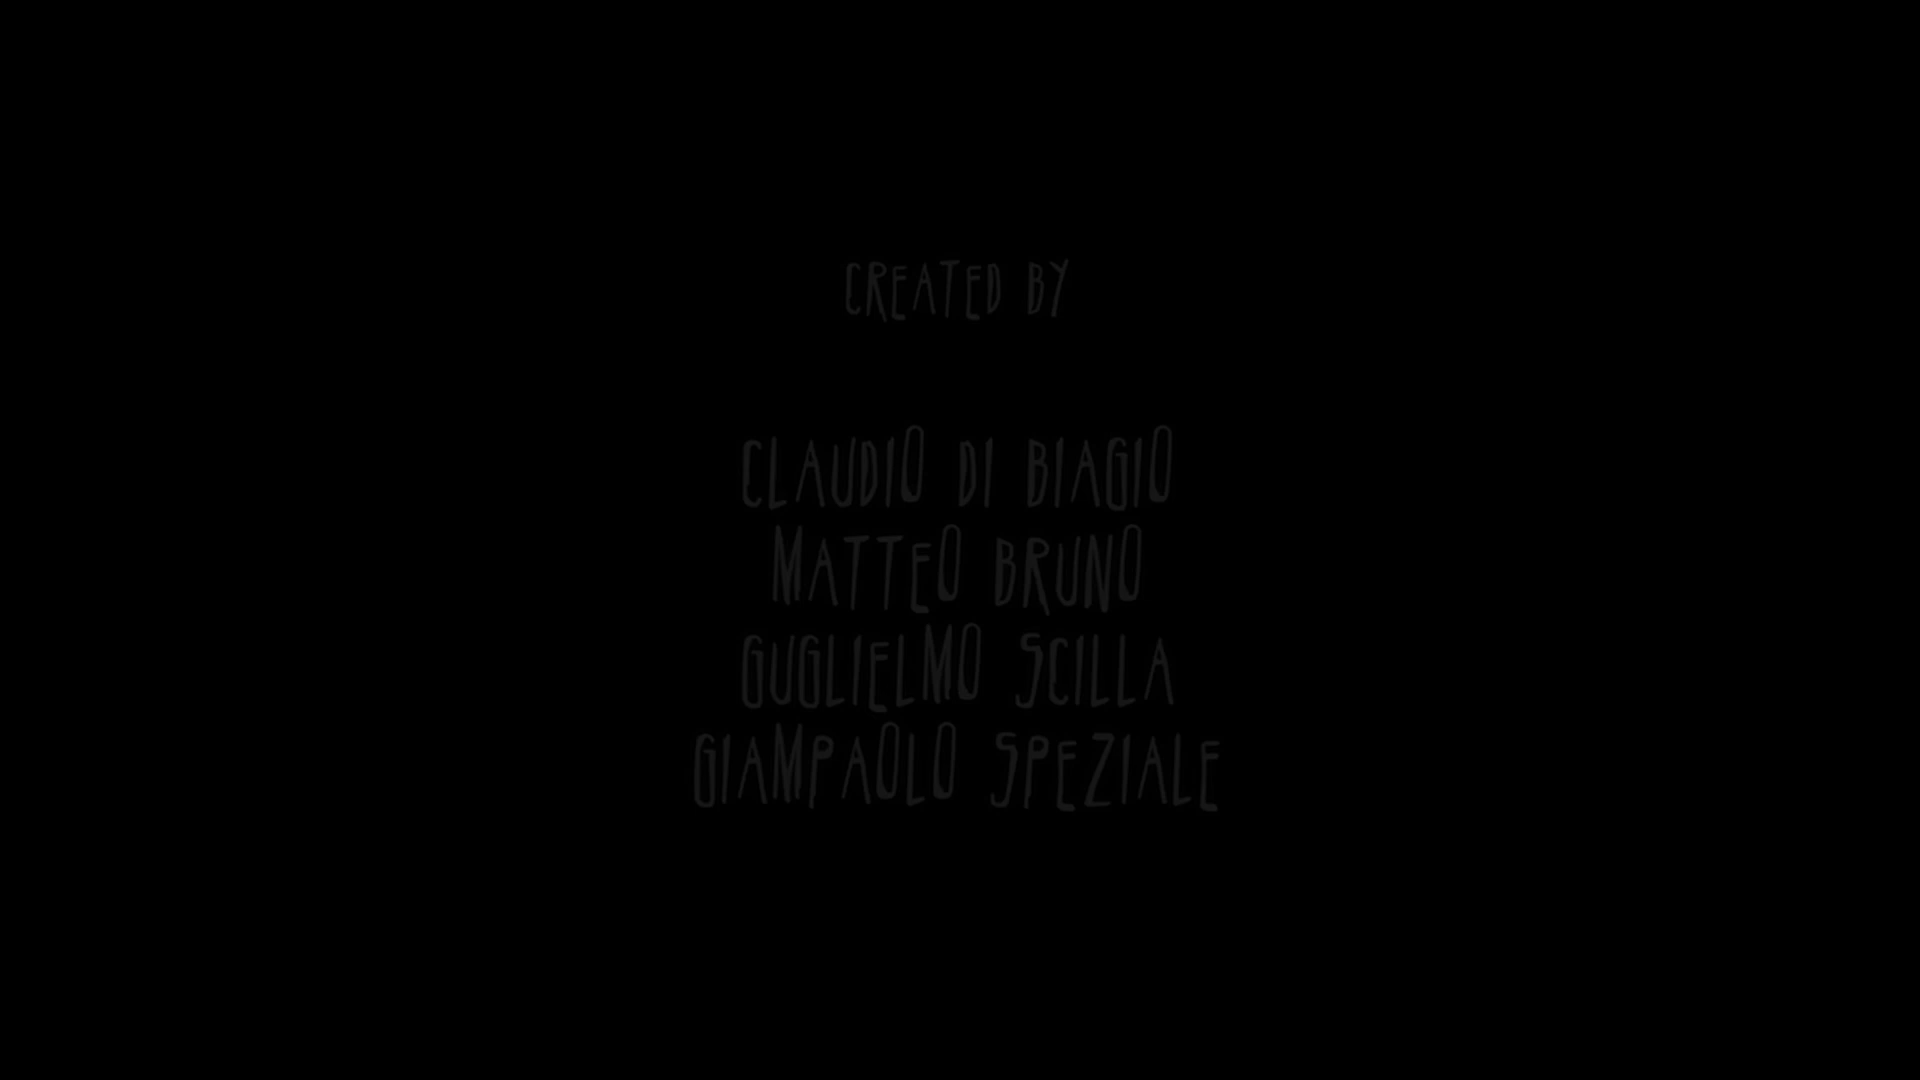 CREATED BY
CLAUDIO DI BIAGIO
MATTEO BRUNO
GUGLIELMO SCILLA
GIAMPAOLO SPEZIALE